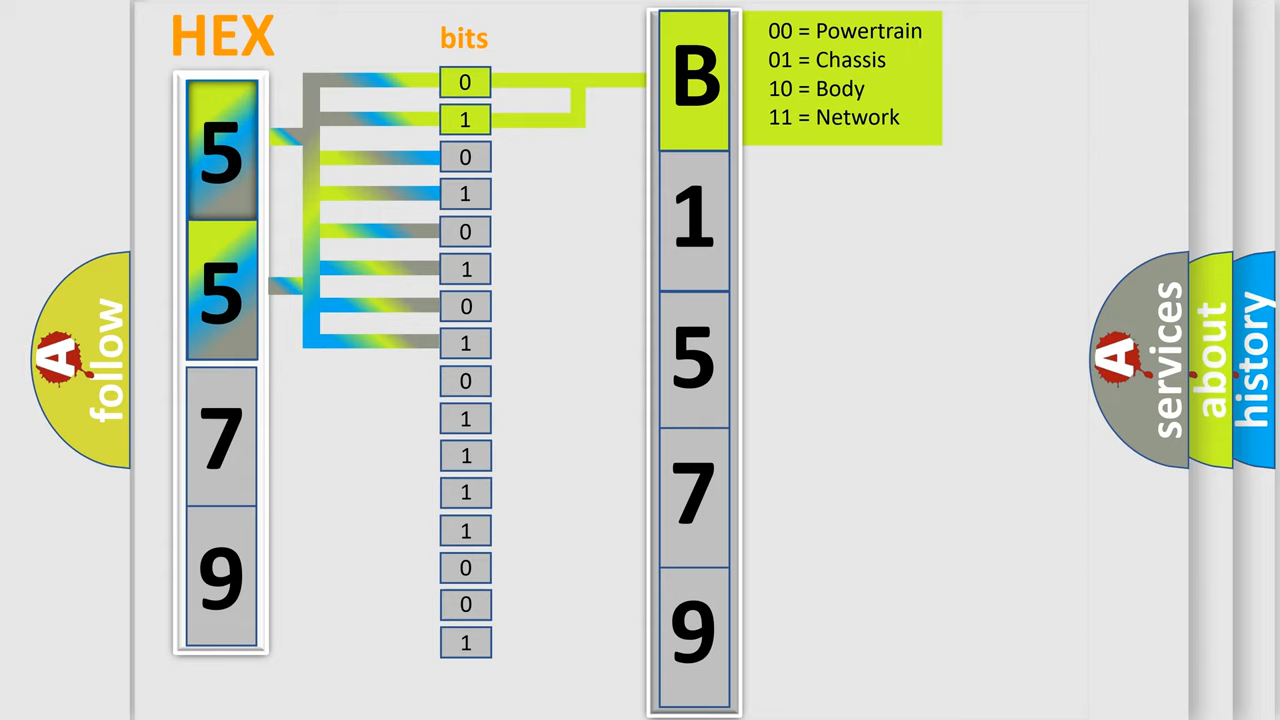 HEX
bits
5
5
7
9
0
1
0
1
0
1
0
1
0
1
1
1
1
0
0
1
B
1
5
7
9
00 = Powertrain
01 = Chassis
10 = Body
11 = Network
A
follow
A
services
about
history